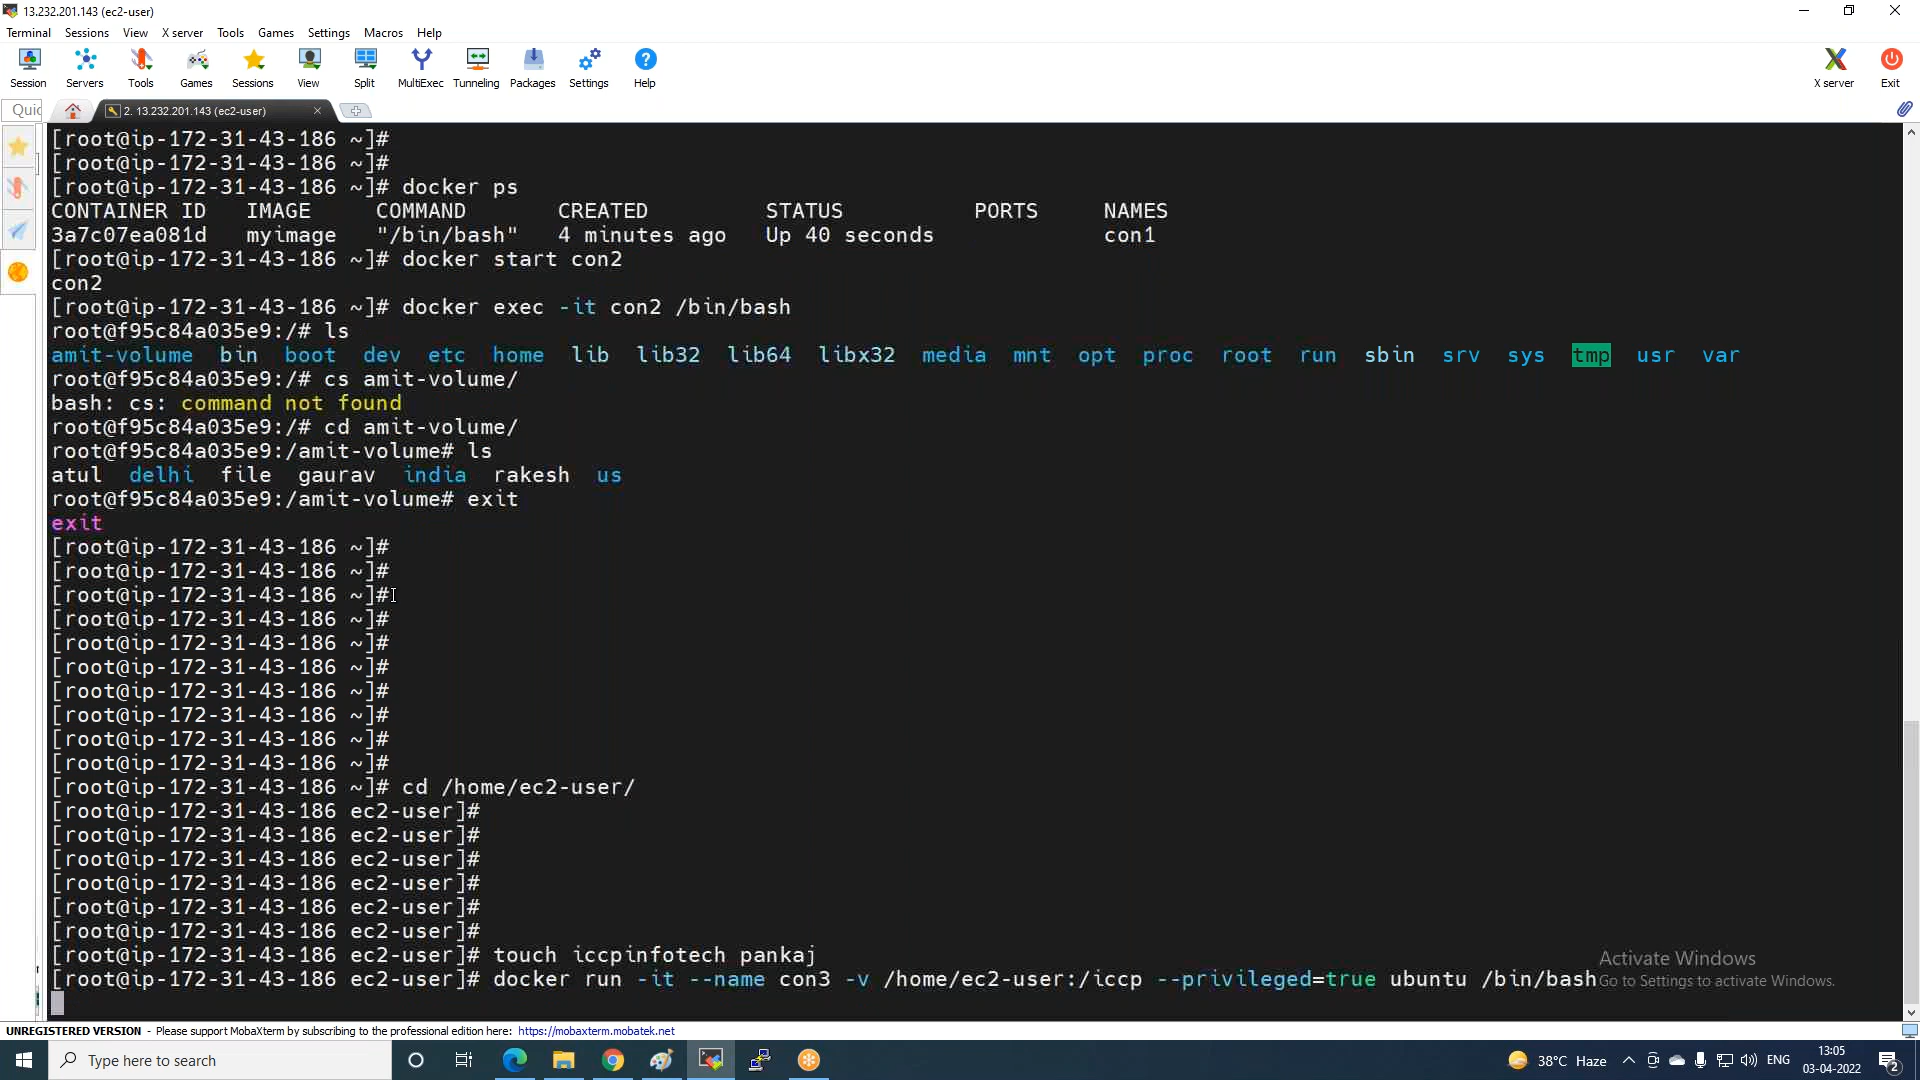 13.232.201.143 (ec2-user)
Terminal Sessions View X server Tools Games Settings Macros Help
Session Servers Tools Games Sessions View Split MultiExec Tunneling Packages Settings Help X server Exit
Quic 2. 13.232.201.143 (ec2-user)
[root@ip-172-31-43-186 ~]#
[root@ip-172-31-43-186 ~]#
[root@ip-172-31-43-186 ~]# docker ps
CONTAINER ID IMAGE COMMAND CREATED STATUS PORTS NAMES
3a7c07ea081d myimage "/bin/bash" 4 minutes ago Up 40 seconds con1
[root@ip-172-31-43-186 ~]# docker start con2
con2
[root@ip-172-31-43-186 ~]# docker exec -it con2 /bin/bash
root@f95c84a035e9:/# ls
amit-volume bin boot dev etc home lib lib32 lib64 libx32 media mnt opt proc root run sbin srv sys tmp usr var
root@f95c84a035e9:/# cs amit-volume/
bash: cs: command not found
root@f95c84a035e9:/# cd amit-volume/
root@f95c84a035e9:/amit-volume# ls
atul delhi file gaurav india rakesh us
root@f95c84a035e9:/amit-volume# exit
exit
[root@ip-172-31-43-186 ~]#
[root@ip-172-31-43-186 ~]#
[root@ip-172-31-43-186 ~]#
[root@ip-172-31-43-186 ~]#
[root@ip-172-31-43-186 ~]#
[root@ip-172-31-43-186 ~]#
[root@ip-172-31-43-186 ~]#
[root@ip-172-31-43-186 ~]#
[root@ip-172-31-43-186 ~]#
[root@ip-172-31-43-186 ~]#
[root@ip-172-31-43-186 ~]# cd /home/ec2-user/
[root@ip-172-31-43-186 ec2-user]#
[root@ip-172-31-43-186 ec2-user]#
[root@ip-172-31-43-186 ec2-user]#
[root@ip-172-31-43-186 ec2-user]#
[root@ip-172-31-43-186 ec2-user]#
[root@ip-172-31-43-186 ec2-user]#
[root@ip-172-31-43-186 ec2-user]# touch iccpinfotech pankaj
[root@ip-172-31-43-186 ec2-user]# docker run -it --name con3 -v /home/ec2-user:/iccp --privileged=true ubuntu /bin/bash
Activate Windows
Go to Settings to activate Windows.
UNREGISTERED VERSION - Please support MobaXterm by subscribing to the professional edition here: https://mobaxterm.mobatek.net
Type here to search
38°C Haze
ENG
13:05
03-04-2022
2